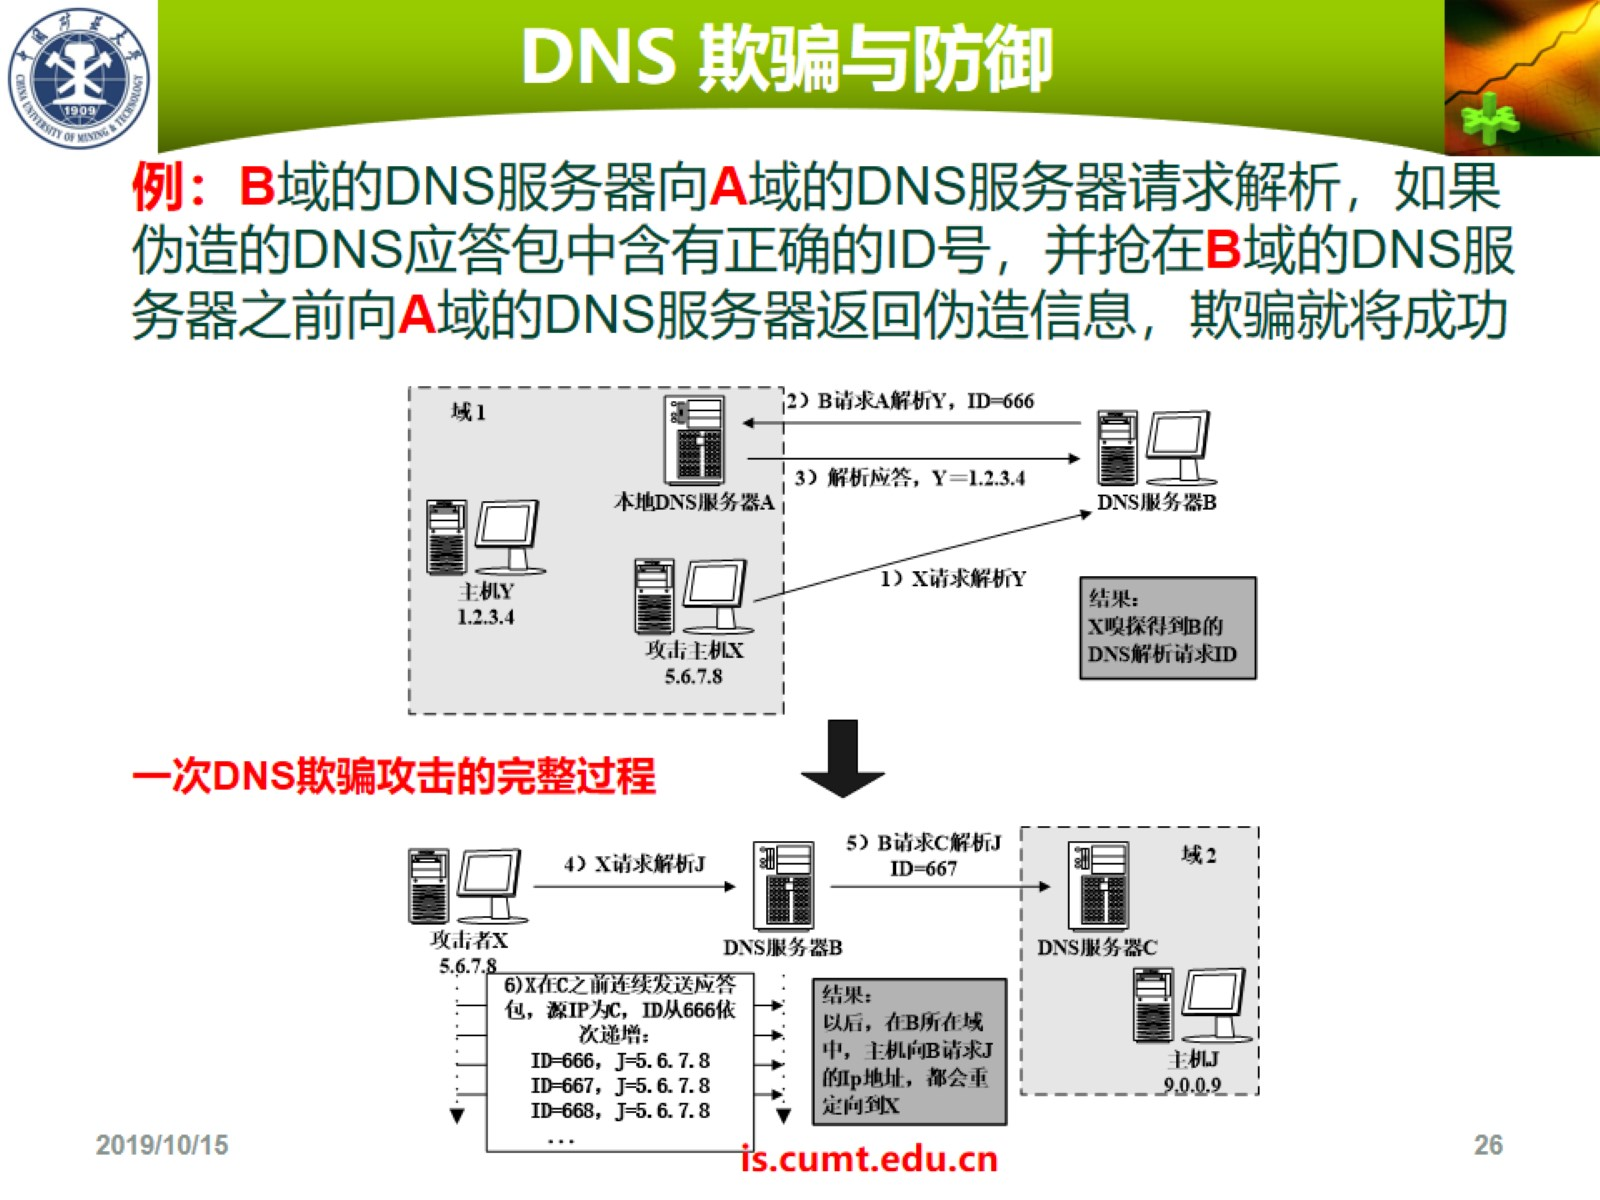 DNS 欺骗与防御
中国矿业大学
CHINA UNIVERSITY OF MINING & TECHNOLOGY
1909
例：B域的DNS服务器向A域的DNS服务器请求解析，如果
伪造的DNS应答包中含有正确的ID号，并抢在B域的DNS服
务器之前向A域的DNS服务器返回伪造信息，欺骗就将成功
域1
2）B请求A解析Y，ID=666
3）解析应答，Y＝1.2.3.4
本地DNS服务器A
DNS服务器B
主机Y
1.2.3.4
1）X请求解析Y
攻击主机X
5.6.7.8
结果：
X嗅探得到B的
DNS解析请求ID
一次DNS欺骗攻击的完整过程
4）X请求解析J
5）B请求C解析J
ID=667
域2
攻击者X
5.6.7.8
DNS服务器B
DNS服务器C
6)X在C之前连续发送应答
包，源IP为C，ID从666依
次递增：
ID=666，J=5.6.7.8
ID=667，J=5.6.7.8
ID=668，J=5.6.7.8
...
结果：
以后，在B所在域
中，主机向B请求J
的Ip地址，都会重
定向到X
主机J
9.0.0.9
2019/10/15
is.cumt.edu.cn
26